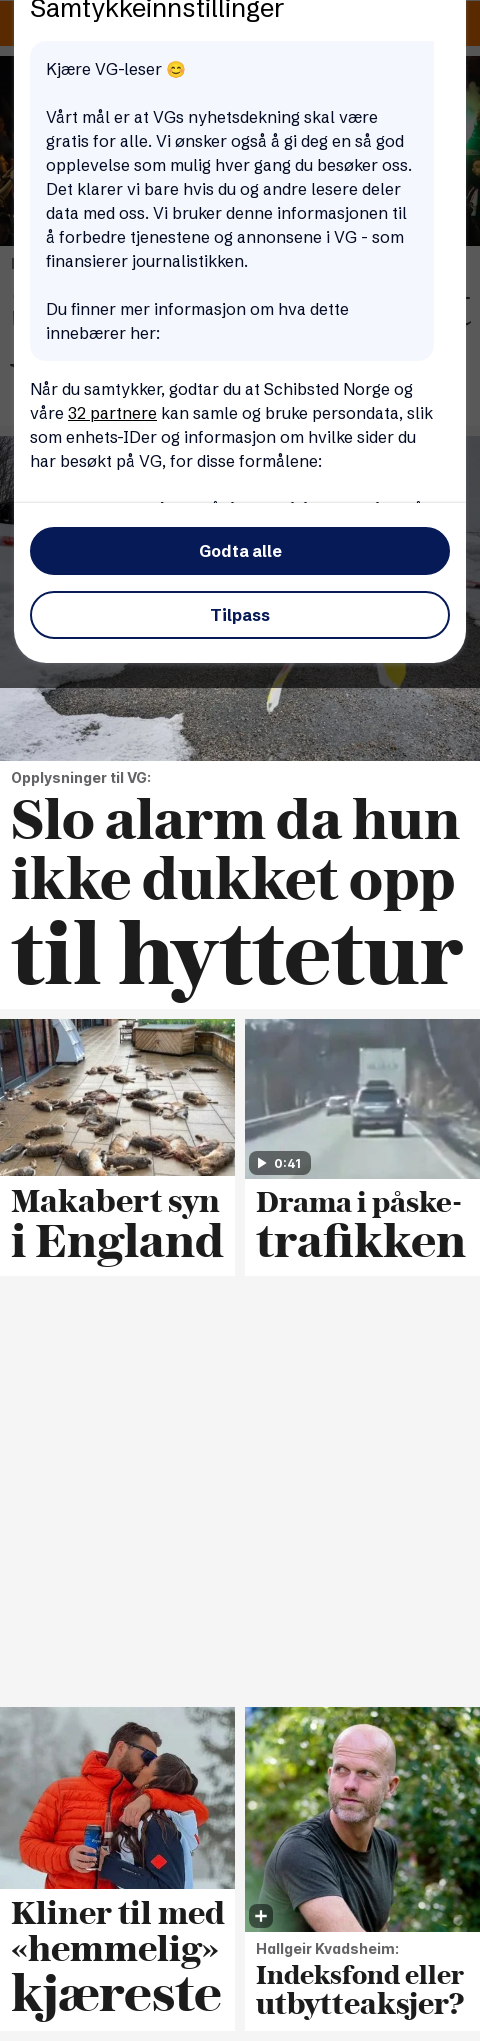 Samtykkeinnstillinger
Kjære VG-leser 😊
Vårt mål er at VGs nyhetsdekning skal være
gratis for alle. Vi ønsker også å gi deg en så god
opplevelse som mulig hver gang du besøker oss.
Det klarer vi bare hvis du og andre lesere deler
data med oss. Vi bruker denne informasjonen til
å forbedre tjenestene og annonsene i VG - som
finansierer journalistikken.
Du finner mer informasjon om hva dette
innebærer her:
Når du samtykker, godtar du at Schibsted Norge og
våre 32 partnere kan samle og bruke persondata, slik
som enhets-IDer og informasjon om hvilke sider du
har besøkt på VG, for disse formålene:
Godta alle
Tilpass
Opplysninger til VG:
Slo alarm da hun
ikke dukket opp
til hyttetur
0:41
Makabert syn
i England
Drama i påske-
trafikken
Kliner til med
«hemmelig»
kjæreste
Hallgeir Kvadsheim:
Indeksfond eller
utbytteaksjer?